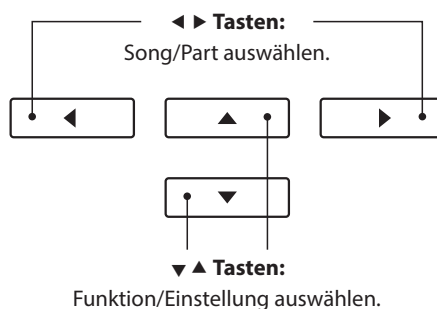 ◀ ▶ Tasten:
Song/Part auswählen.
▼ ▲ Tasten:
Funktion/Einstellung auswählen.